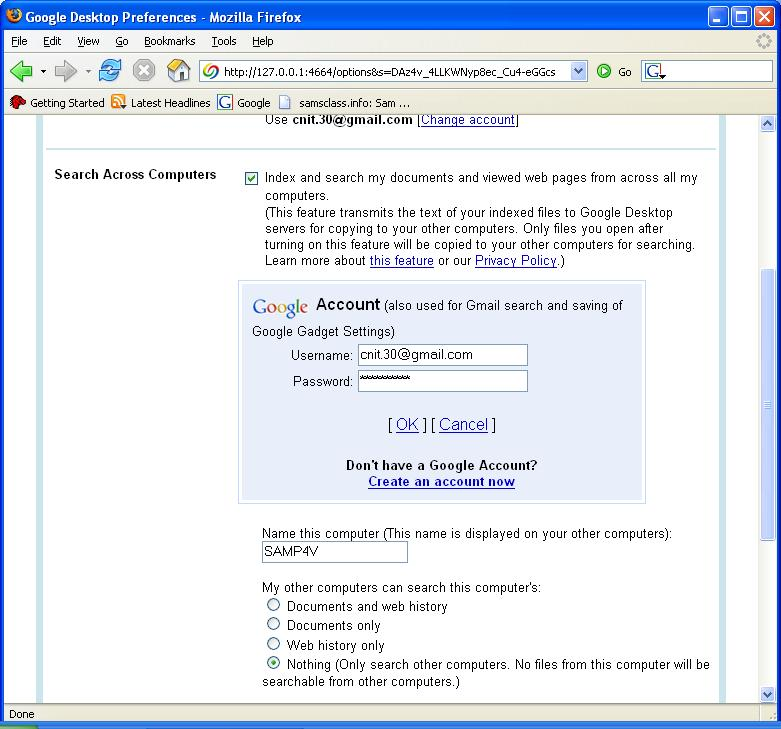 Google Desktop Preferences - Mozilla Firefox
File Edit View Go Bookmarks Tools Help
http://127.0.0.1:4664/options&s=DAz4v_4LLKWNyp8ec_Cu4-eGGcs Go G
Getting Started Latest Headlines G Google samsclass.info: Sam ...
Use cnit.30@gmail.com [Change account]
Search Across Computers
Index and search my documents and viewed web pages from across all my
computers.
(This feature transmits the text of your indexed files to Google Desktop
servers for copying to your other computers. Only files you open after
turning on this feature will be copied to your other computers for searching.
Learn more about this feature or our Privacy Policy.)
Google Account (also used for Gmail search and saving of
Google Gadget Settings)
Username: cnit.30@gmail.com
Password: ***********
[ OK ] [ Cancel ]
Don't have a Google Account?
Create an account now
Name this computer (This name is displayed on your other computers):
SAMP4V
My other computers can search this computer's:
Documents and web history
Documents only
Web history only
Nothing (Only search other computers. No files from this computer will be
searchable from other computers.)
Done